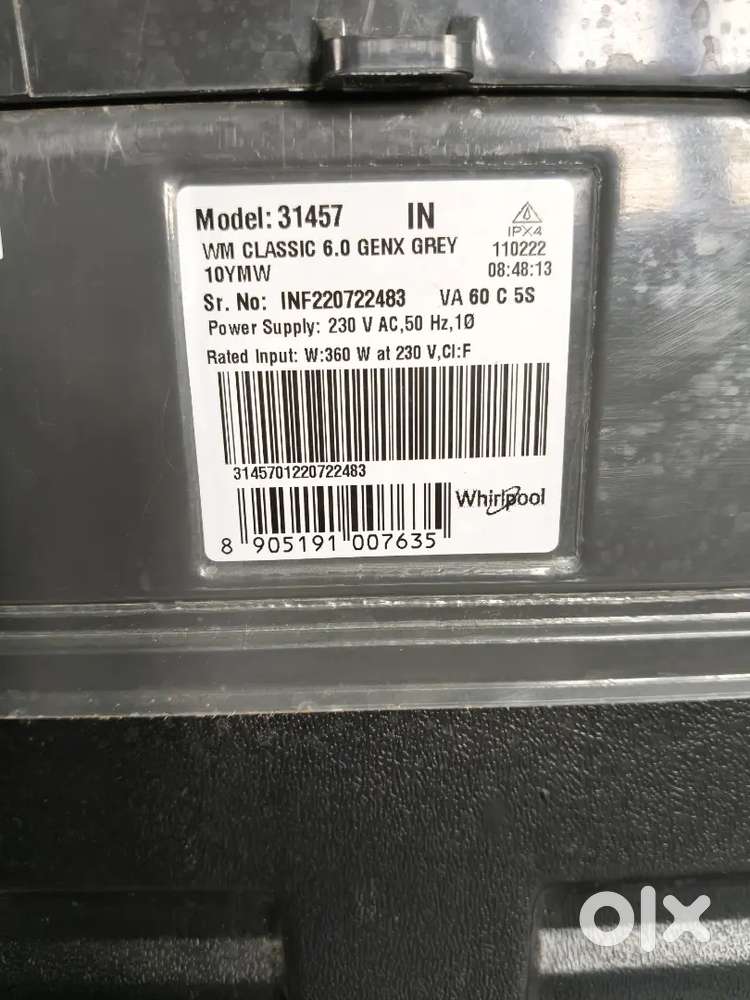 Model: 31457 IN
IPX4
WM CLASSIC 6.0 GENX GREY 110222
10YMW 08:48:13
Sr. No: INF220722483 VA 60 C 5S
Power Supply: 230 V AC,50 Hz,1Ø
Rated Input: W:360 W at 230 V,Cl:F
3145701220722483
Whirlpool
8 905191 007635
olx